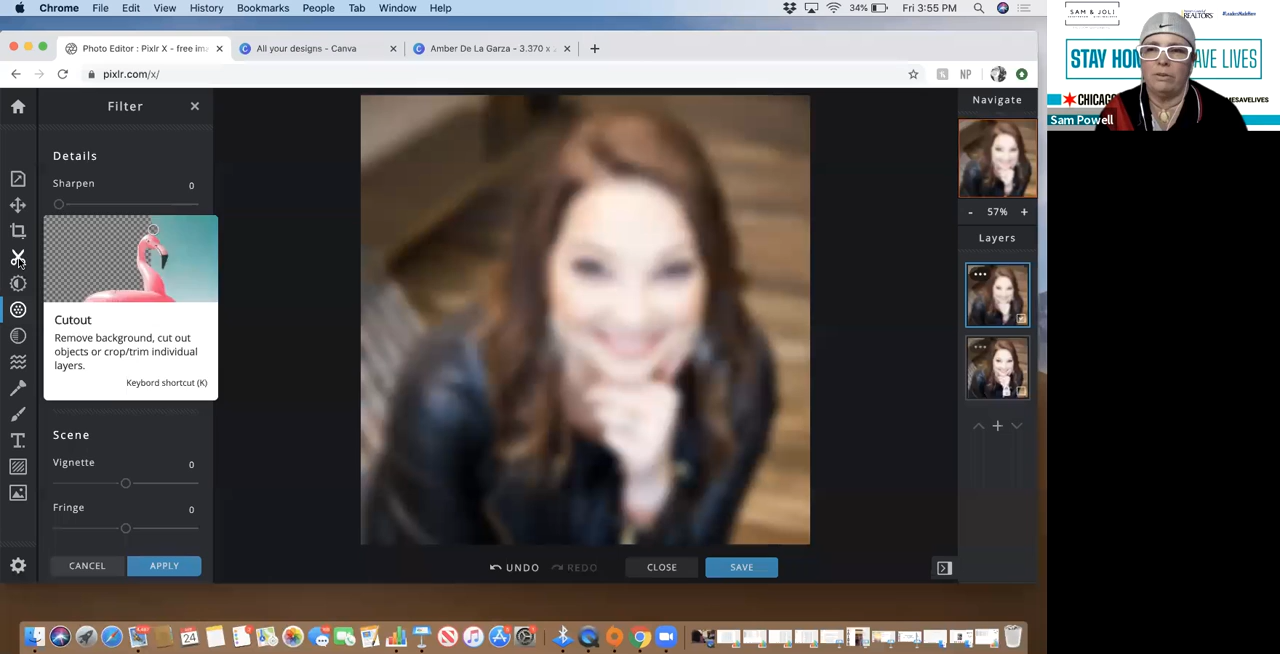 Chrome File Edit View History Bookmarks People Tab Window Help
34% Fri 3:55 PM
Photo Editor : Pixlr X - free im
All your designs - Canva
Amber De La Garza - 3.370 x
pixlr.com/x/
NP
Filter
Details
Sharpen 0
Cutout
Remove background, cut out
objects or crop/trim individual
layers.
Keybord shortcut (K)
Scene
Vignette 0
Fringe 0
CANCEL APPLY
UNDO REDO CLOSE SAVE
Navigate
- 57% +
Layers
SAM & JOLI
REALTORS
STAY HOM AVE LIVES
CHICAG
MESAVELIVES
Sam Powell
24